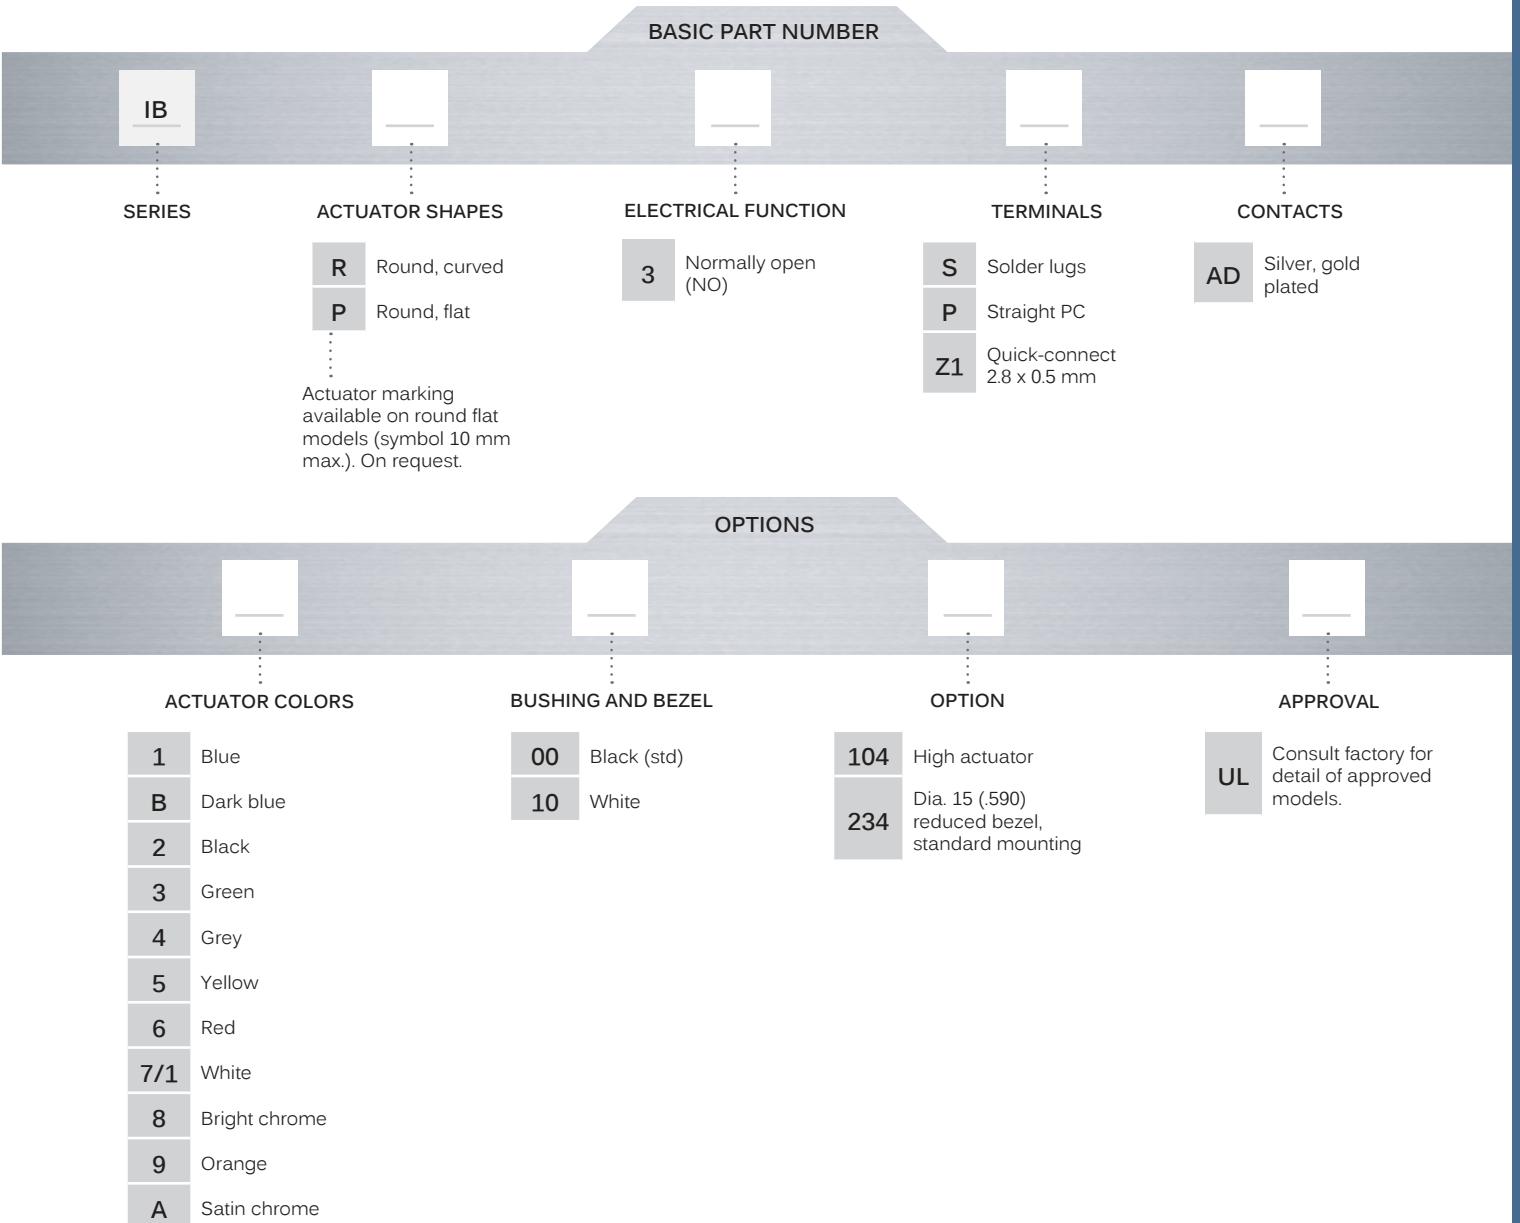 BASIC PART NUMBER
IB
SERIES
ACTUATOR SHAPES
R Round, curved
P Round, flat
Actuator marking
available on round flat
models (symbol 10 mm
max.). On request.
ELECTRICAL FUNCTION
3 Normally open
(NO)
TERMINALS
S Solder lugs
P Straight PC
Z1 Quick-connect
2.8 x 0.5 mm
CONTACTS
AD Silver, gold
plated
OPTIONS
ACTUATOR COLORS
1 Blue
B Dark blue
2 Black
3 Green
4 Grey
5 Yellow
6 Red
7/1 White
8 Bright chrome
9 Orange
A Satin chrome
BUSHING AND BEZEL
00 Black (std)
10 White
OPTION
104 High actuator
234 Dia. 15 (.590)
reduced bezel,
standard mounting
APPROVAL
UL Consult factory for
detail of approved
models.